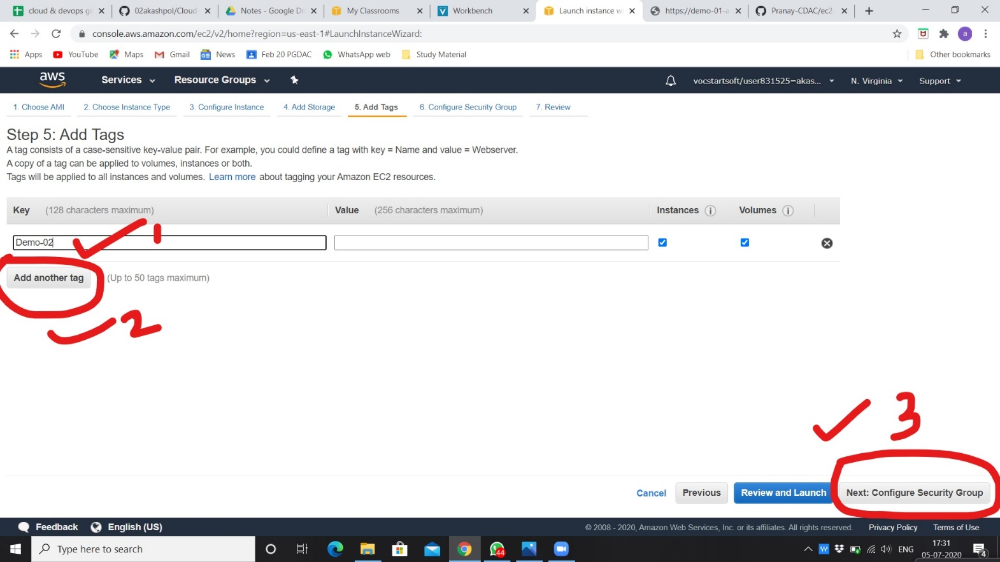 cloud & devops gi
02akashpol/Cloud
Notes - Google Dri
My Classrooms
Workbench
Launch instance w
https://demo-01-a
Pranay-CDAC/ec2-
console.aws.amazon.com/ec2/v2/home?region=us-east-1#LaunchInstanceWizard:
a
Apps YouTube Maps Gmail News Feb 20 PGDAC WhatsApp web Study Material Other bookmarks
aws Services Resource Groups vocstartsoft/user831525=akas... N. Virginia Support
1. Choose AMI 2. Choose Instance Type 3. Configure Instance 4. Add Storage 5. Add Tags 6. Configure Security Group 7. Review
Step 5: Add Tags
A tag consists of a case-sensitive key-value pair. For example, you could define a tag with key = Name and value = Webserver.
A copy of a tag can be applied to volumes, instances or both.
Tags will be applied to all instances and volumes. Learn more about tagging your Amazon EC2 resources.
Key (128 characters maximum) Value (256 characters maximum) Instances i Volumes i
Demo-02
1
Add another tag (Up to 50 tags maximum)
2
3
Cancel Previous Review and Launch Next: Configure Security Group
Feedback English (US) © 2008 - 2020, Amazon Web Services, Inc. or its affiliates. All rights reserved. Privacy Policy Terms of Use
Type here to search
44
W
ENG
17:31
05-07-2020
4